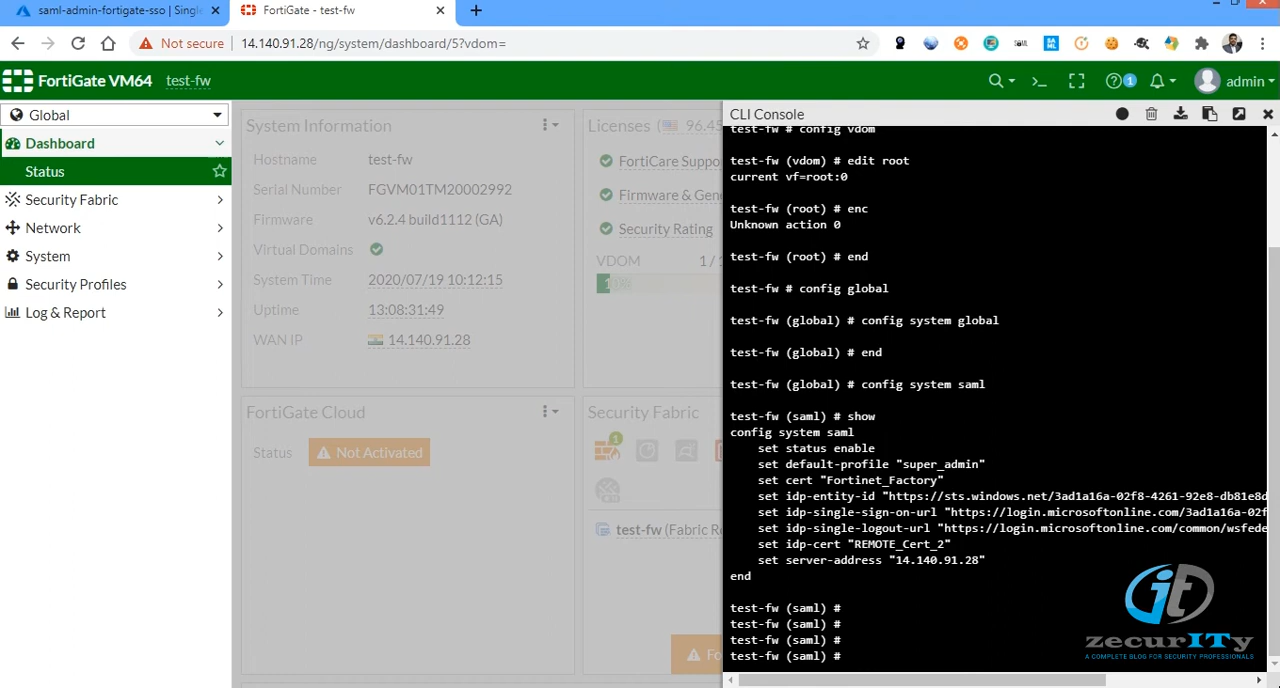 saml-admin-fortigate-sso | Singl
FortiGate - test-fw
Not secure
14.140.91.28/ng/system/dashboard/5?vdom=
FortiGate VM64
test-fw
1
admin
Global
Dashboard
Status
Security Fabric
Network
System
Security Profiles
Log & Report
System Information
Hostname test-fw
Serial Number FGVM01TM20002992
Firmware v6.2.4 build1112 (GA)
Virtual Domains
System Time 2020/07/19 10:12:15
Uptime 13:08:31:49
WAN IP 14.140.91.28
Licenses ( 96.45
FortiCare Suppo
Firmware & Gen
Security Rating
VDOM 1 / 1
FortiGate Cloud
Status Not Activated
Security Fabric
1
test-fw (Fabric Ro
Fo
CLI Console
test-fw # config vdom
test-fw (vdom) # edit root
current vf=root:0
test-fw (root) # enc
Unknown action 0
test-fw (root) # end
test-fw # config global
test-fw (global) # config system global
test-fw (global) # end
test-fw (global) # config system saml
test-fw (saml) # show
config system saml
set status enable
set default-profile "super_admin"
set cert "Fortinet_Factory"
set idp-entity-id "https://sts.windows.net/3ad1a16a-02f8-4261-92e8-db81e8d
set idp-single-sign-on-url "https://login.microsoftonline.com/3ad1a16a-02f
set idp-single-logout-url "https://login.microsoftonline.com/common/wsfede
set idp-cert "REMOTE_Cert_2"
set server-address "14.140.91.28"
end
test-fw (saml) #
test-fw (saml) #
test-fw (saml) #
test-fw (saml) #
it
zecurITy
A COMPLETE BLOG FOR SECURITY PROFESSIONALS.